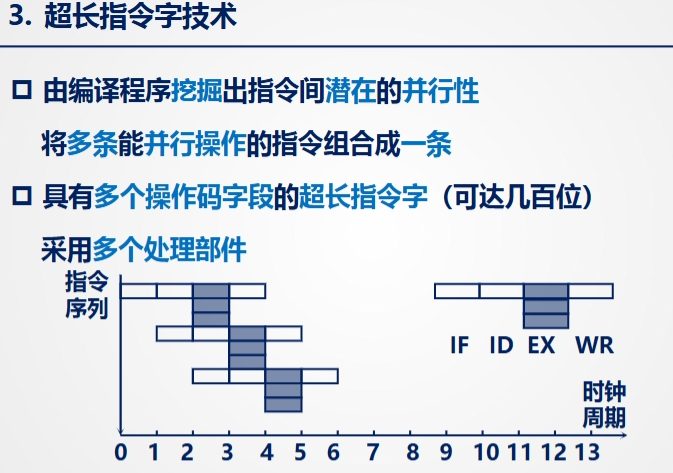 3. 超长指令字技术
由编译程序挖掘出指令间潜在的并行性
将多条能并行操作的指令组合成一条
具有多个操作码字段的超长指令字（可达几百位）
采用多个处理部件
指令
序列
IF ID EX WR
时钟
周期
0 1 2 3 4 5 6 7 8 9 10 11 12 13